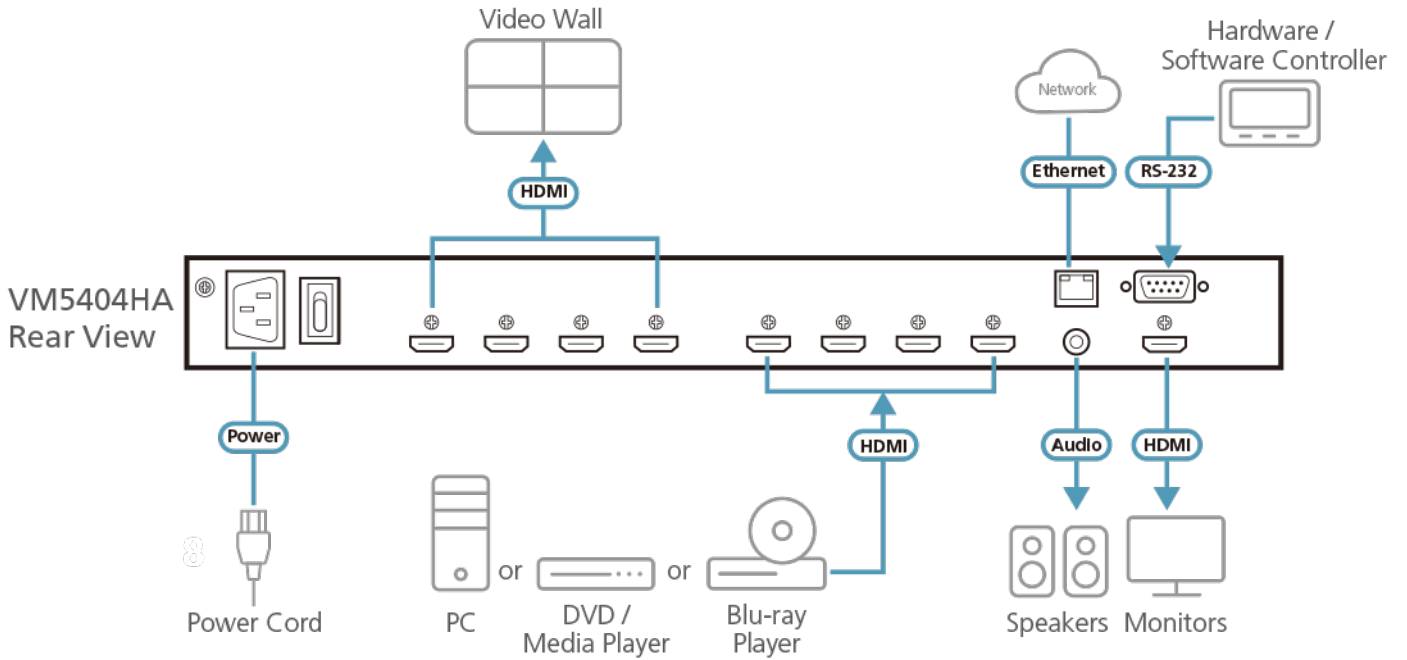 Video Wall
Hardware /
Software Controller
Network
Ethernet
RS-232
HDMI
VM5404HA
Rear View
Power
HDMI
Audio
HDMI
8
or
or
Power Cord
PC
DVD /
Media Player
Blu-ray
Player
Speakers
Monitors